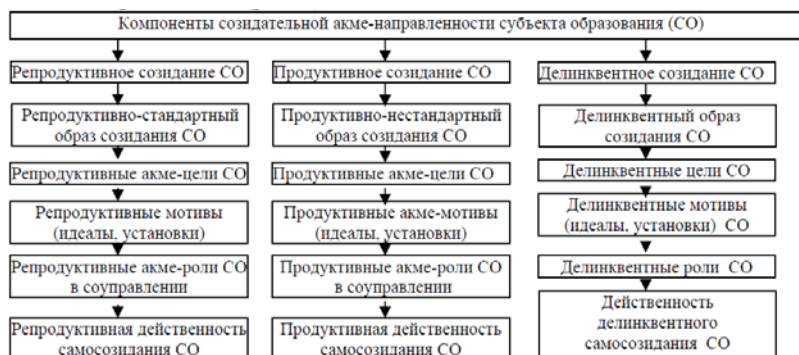 Компоненты созидательной акме-направленности субъекта образования (СО)
Репродуктивное созидание СО
Репродуктивно-стандартный
образ созидания СО
Репродуктивные акме-цели СО
Репродуктивные мотивы
(идеалы, установки)
Репродуктивные акме-роли СО
в соуправлении
Репродуктивная действенность
самосозидания СО
Продуктивное созидание СО
Продуктивно-нестандартный
образ созидания СО
Продуктивные акме-цели СО
Продуктивные акме-мотивы
(идеалы, установки)
Продуктивные акме-роли СО
в соуправлении
Продуктивная действенность
самосозидания СО
Делинквентное созидание СО
Делинквентный образ
созидания СО
Делинквентные цели СО
Делинквентные мотивы
(идеалы, установки) СО
Делинквентные роли СО
Действенность
делинквентного
самосозидания СО